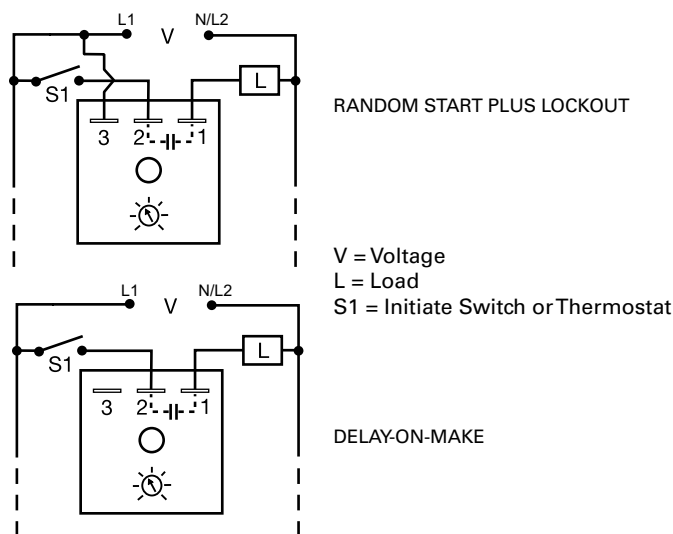 L1 V N/L2
S1 L
3 2 1
RANDOM START PLUS LOCKOUT
V = Voltage
L = Load
S1 = Initiate Switch or Thermostat
L1 V N/L2
S1 L
3 2 1
DELAY-ON-MAKE